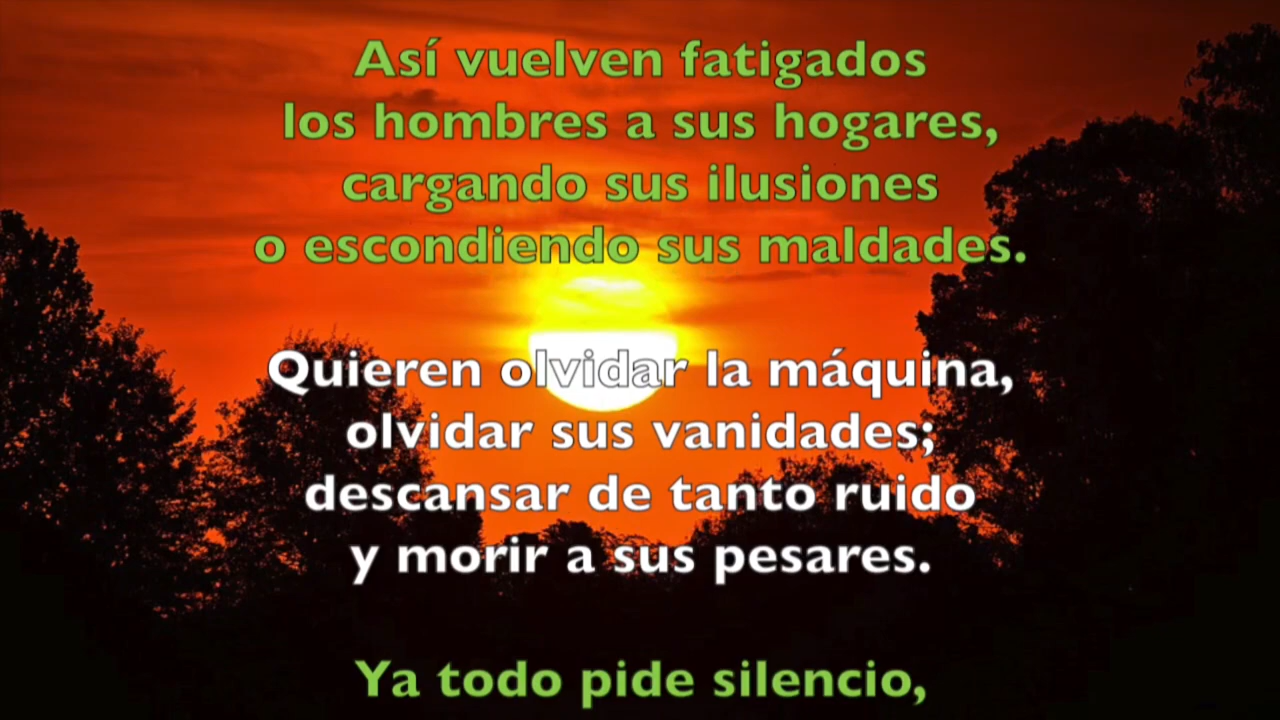 Así vuelven fatigados
los hombres a sus hogares,
cargando sus ilusiones
o escondiendo sus maldades.
Quieren olvidar la máquina,
olvidar sus vanidades;
descansar de tanto ruido
y morir a sus pesares.
Ya todo pide silencio,